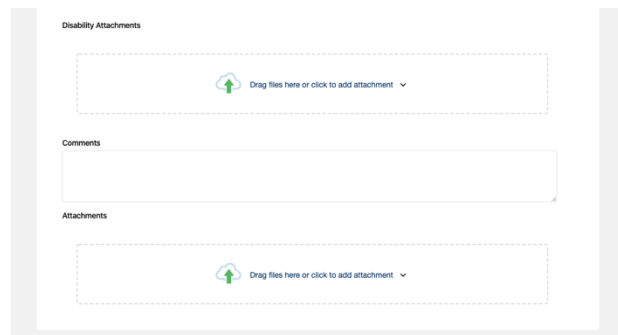 Disability Attachments
Drag files here or click to add attachment
Comments
Attachments
Drag files here or click to add attachment